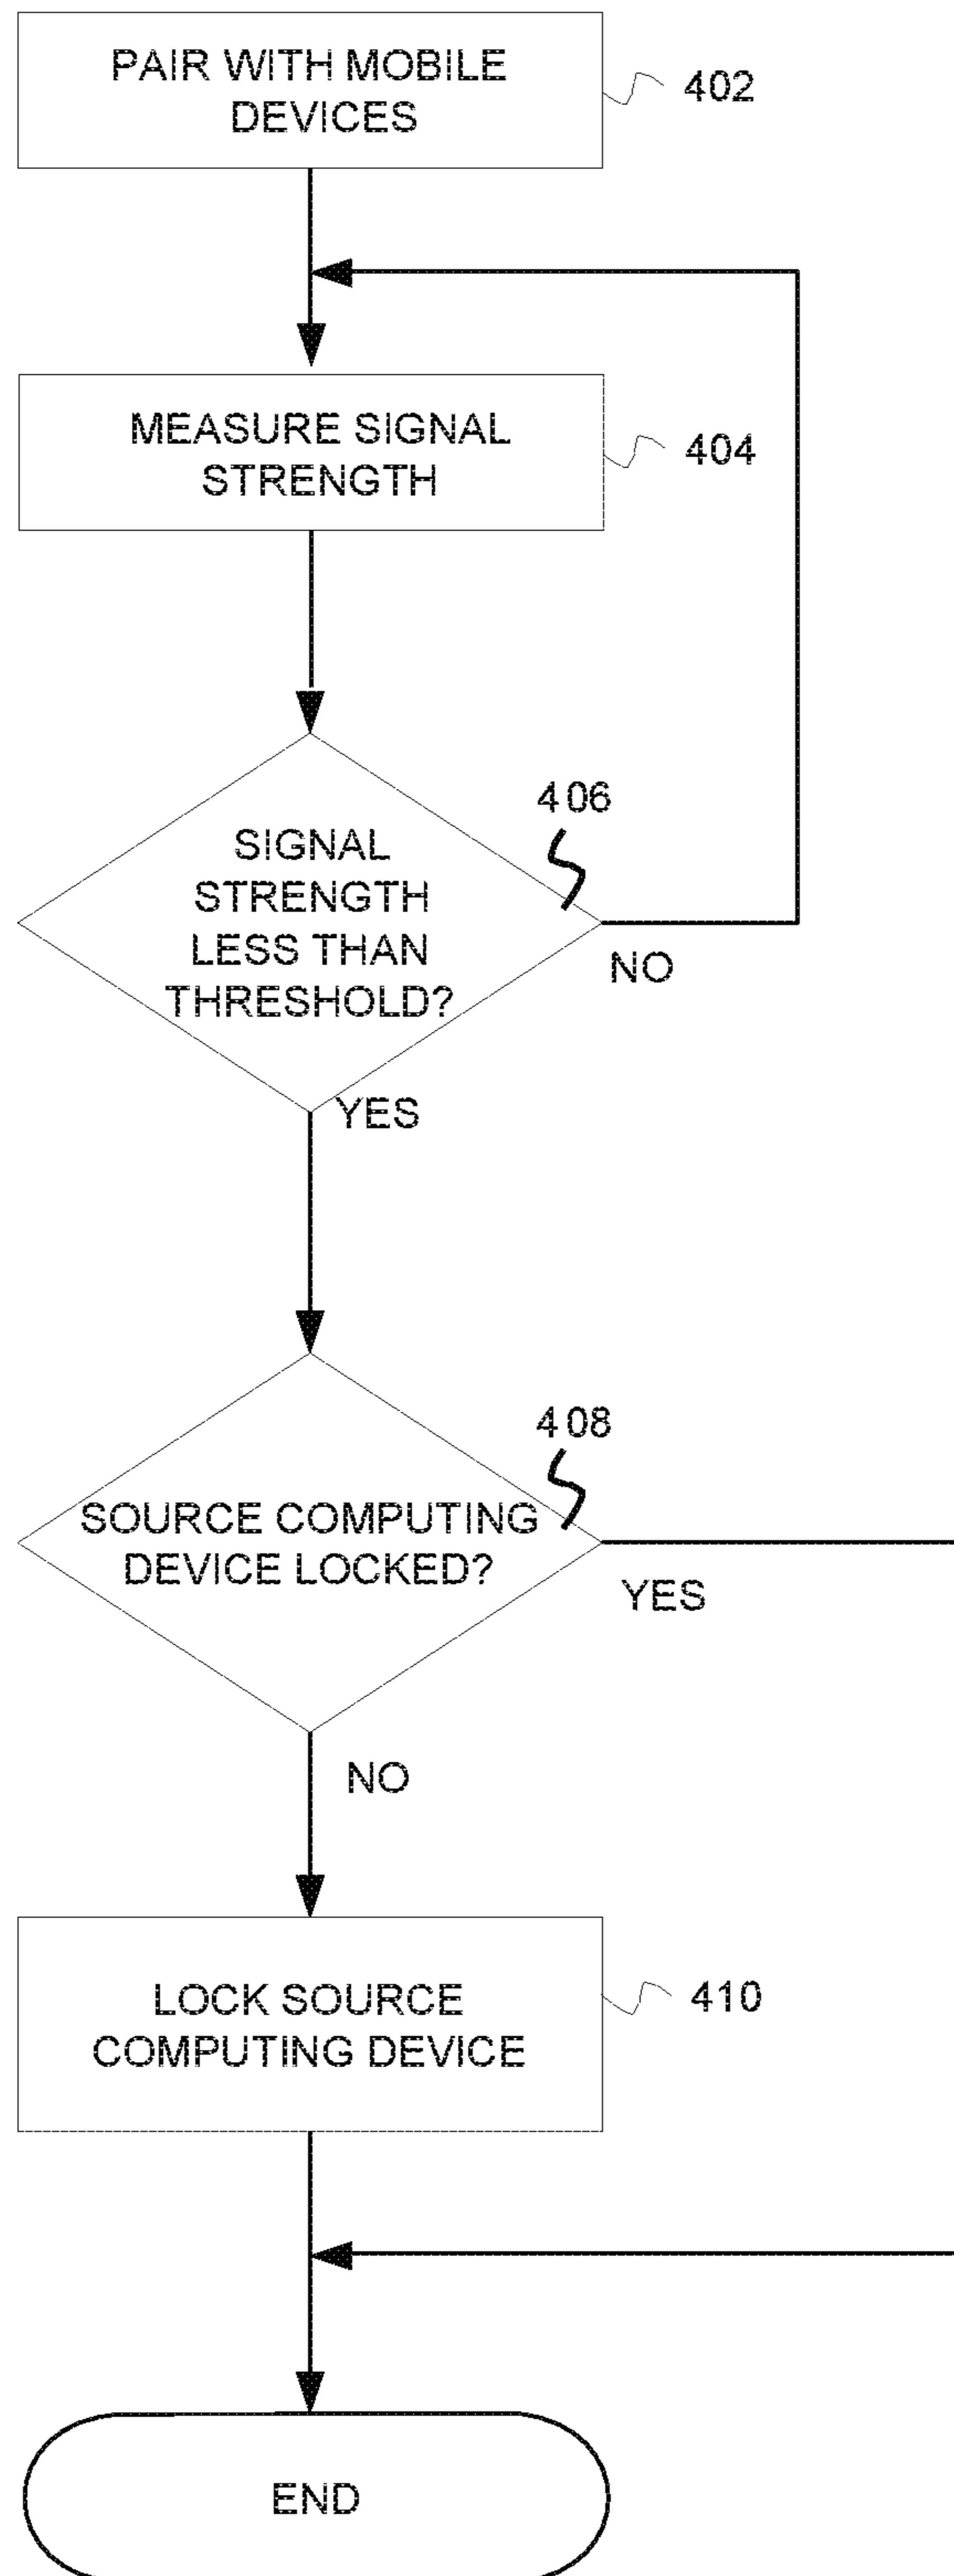 PAIR WITH MOBILE
DEVICES
402
MEASURE SIGNAL
STRENGTH
404
406
SIGNAL
STRENGTH
LESS THAN
THRESHOLD?
NO
YES
408
SOURCE COMPUTING
DEVICE LOCKED?
YES
NO
LOCK SOURCE
COMPUTING DEVICE
410
END